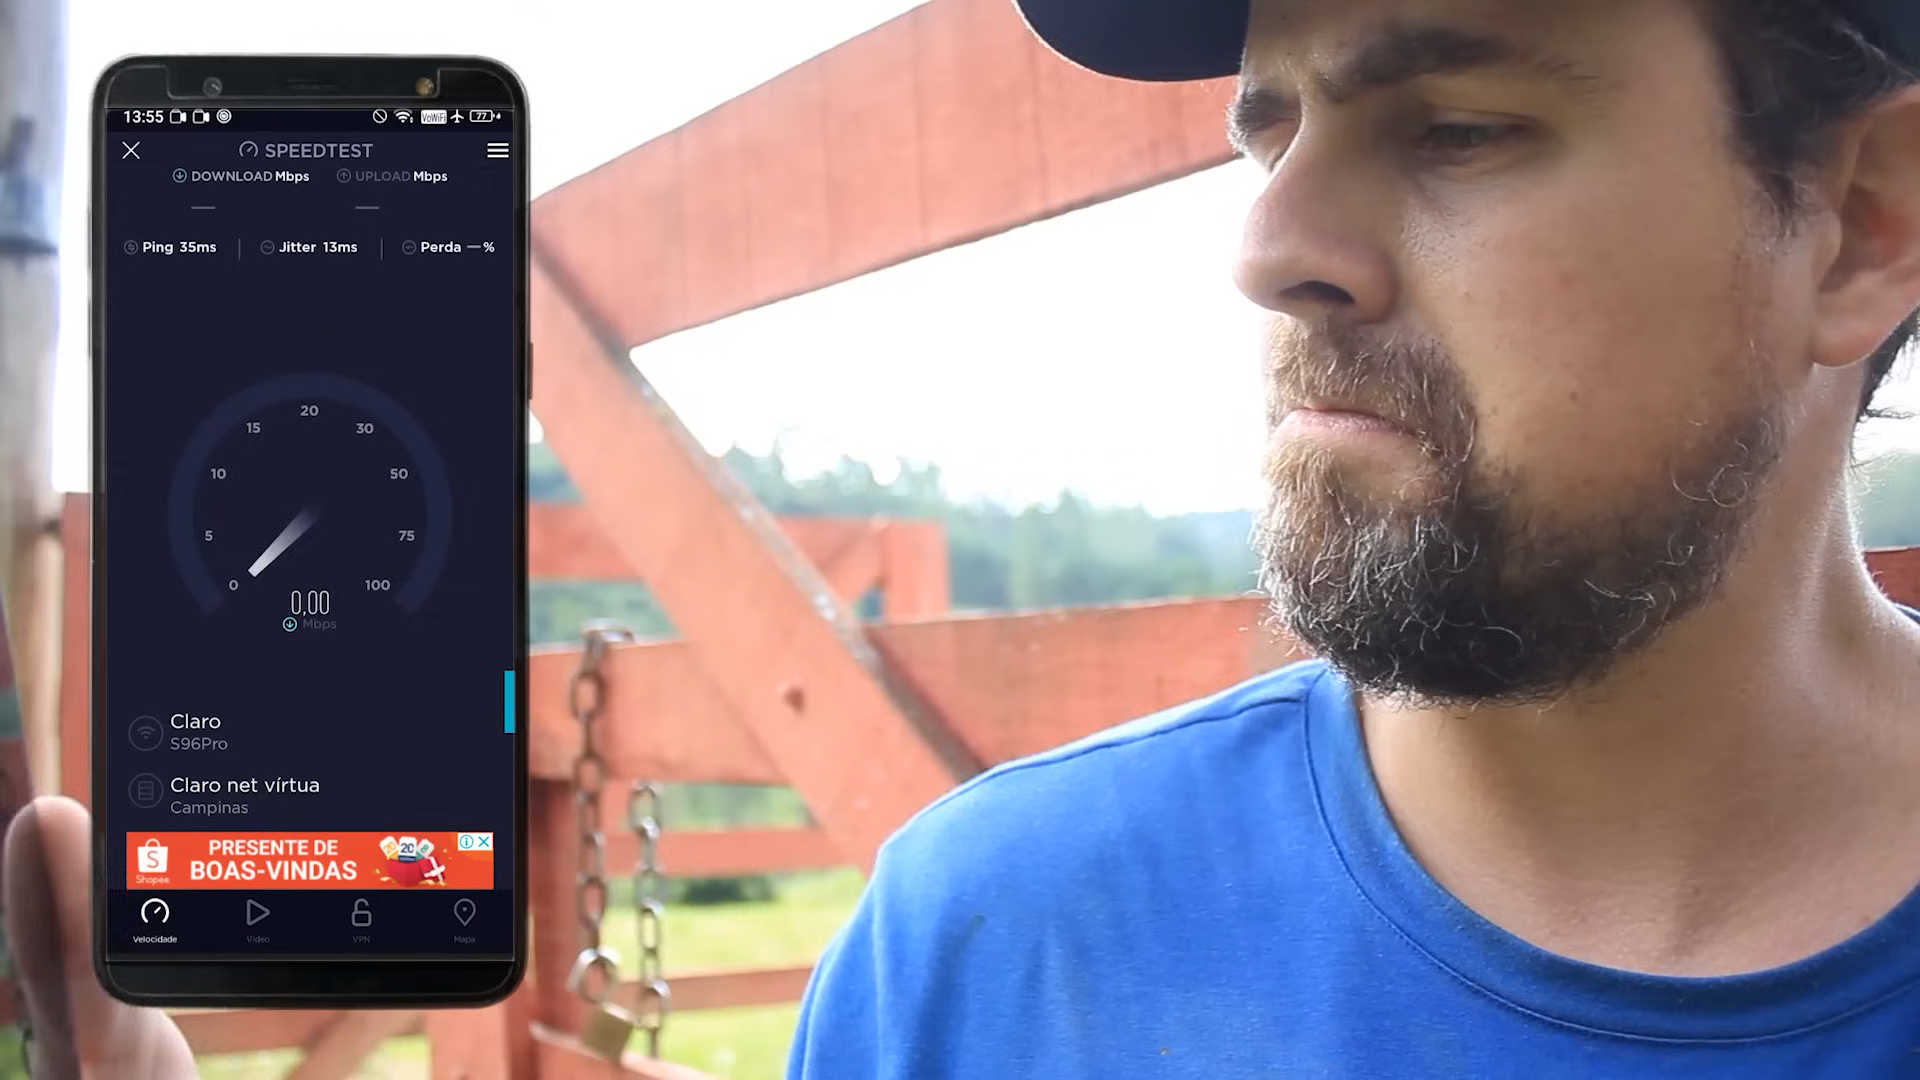 13:55 VoWiFi 77
SPEEDTEST
DOWNLOAD Mbps UPLOAD Mbps
— —
Ping 35ms Jitter 13ms Perda — %
20
15 30
10 50
5 75
0 100
0,00
Mbps
Claro
S96Pro
Claro net vírtua
Campinas
PRESENTE DE
BOAS-VINDAS
Shopee
20
Velocidade Vídeo VPN Mapa